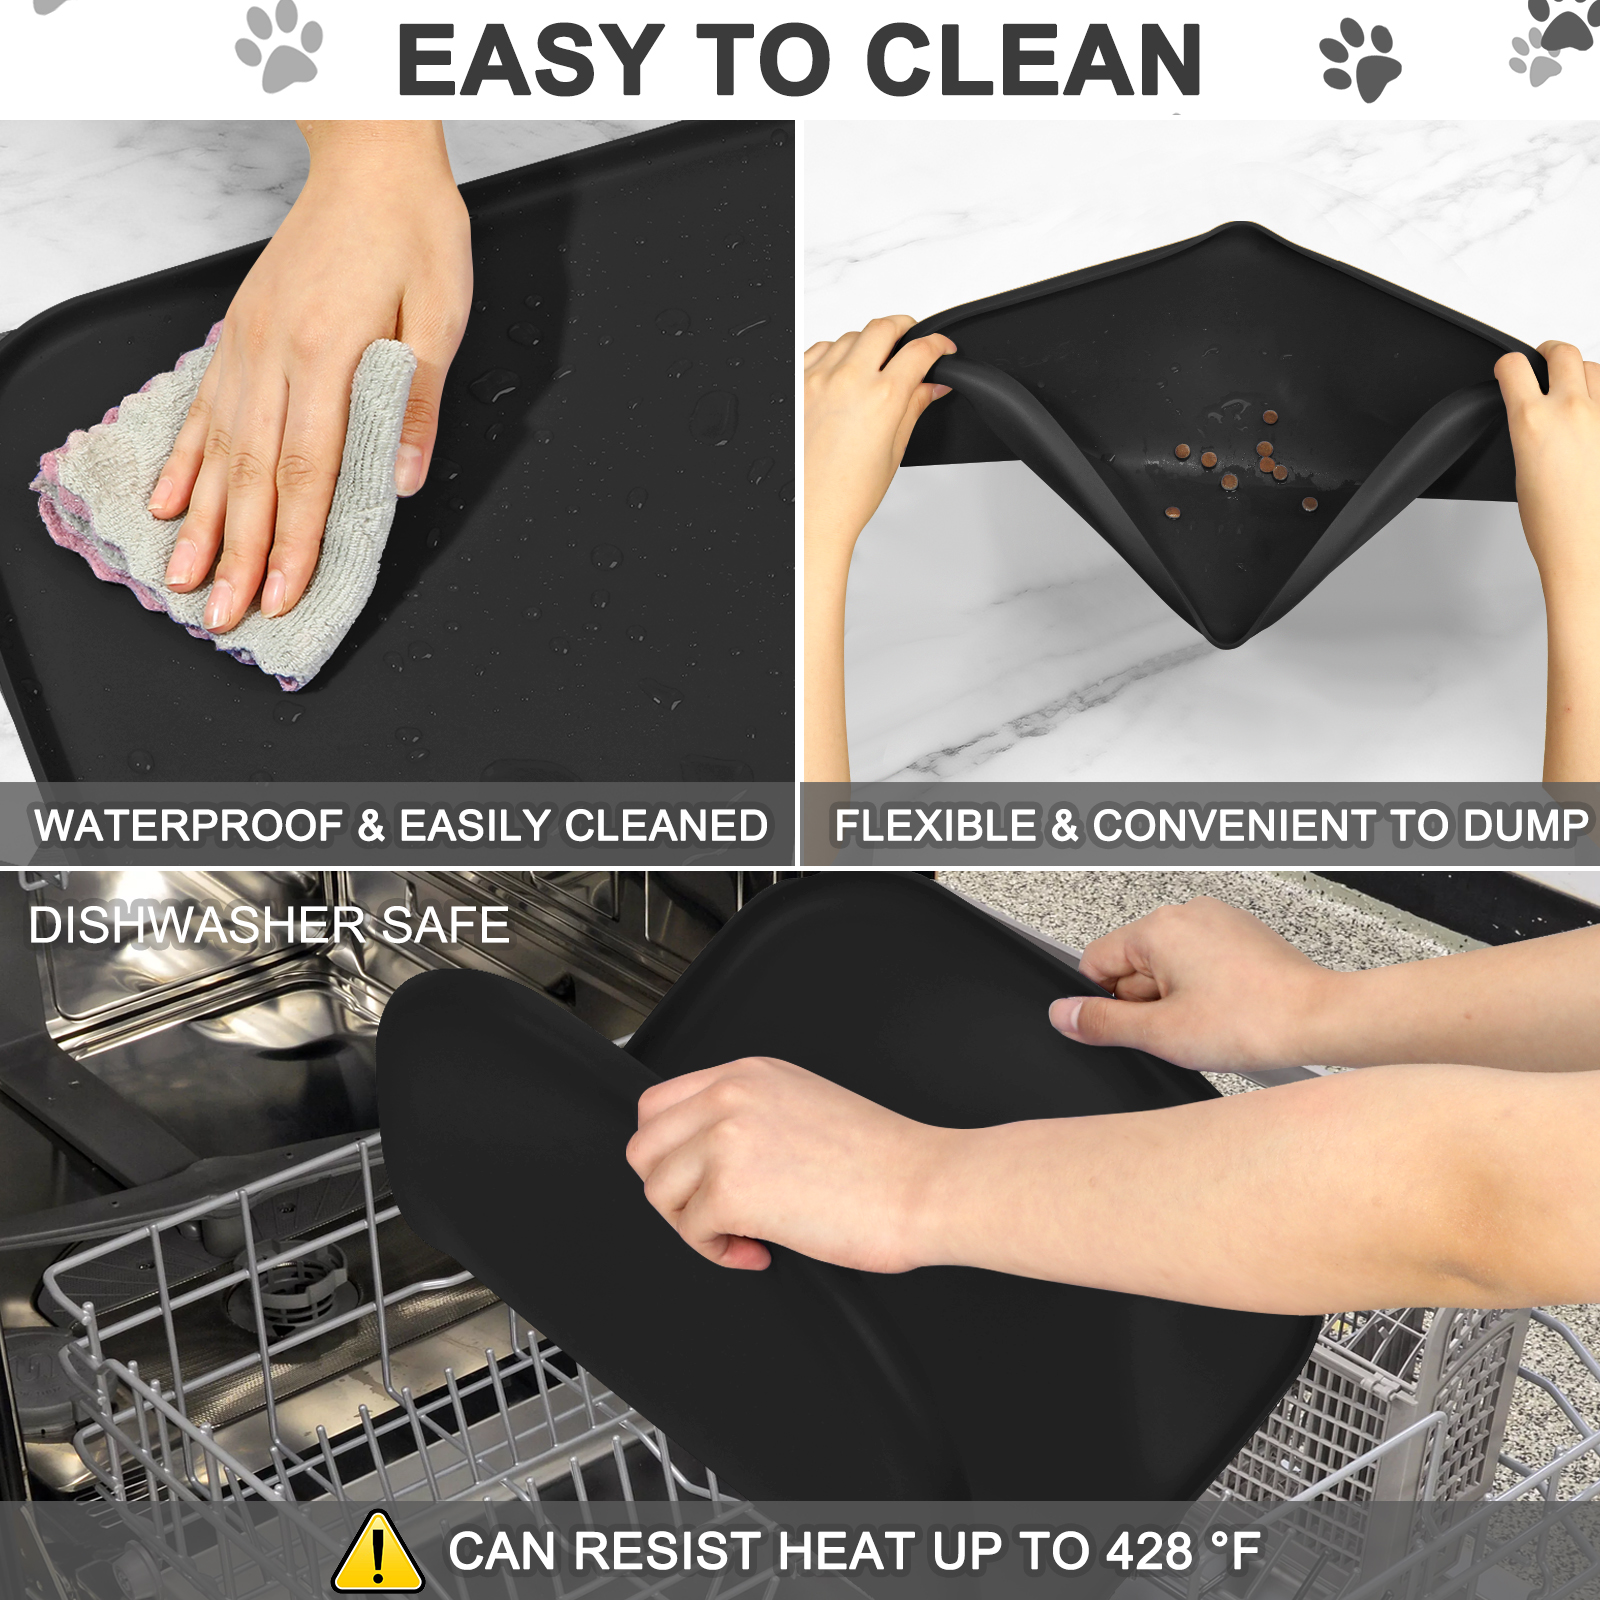 EASY TO CLEAN
WATERPROOF & EASILY CLEANED
FLEXIBLE & CONVENIENT TO DUMP
DISHWASHER SAFE
CAN RESIST HEAT UP TO 428 °F